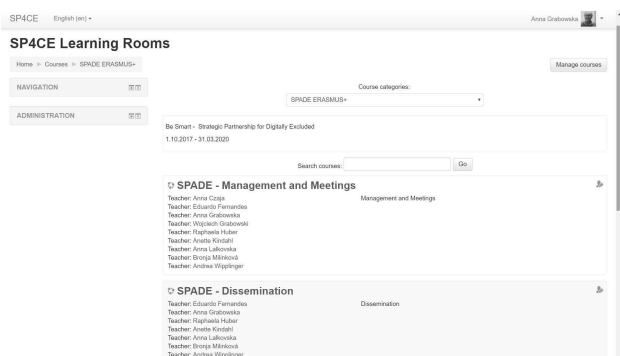 SP4CE English (en) Anna Grabowska
SP4CE Learning Rooms
Home Courses SPADE ERASMUS+ Manage courses
NAVIGATION
ADMINISTRATION
Course categories:
SPADE ERASMUS+
Be Smart - Strategic Partnership for Digitally Excluded
1.10.2017 - 31.03.2020
Search courses: Go
SPADE - Management and Meetings
Teacher: Anna Czaja Management and Meetings
Teacher: Eduardo Fernandes
Teacher: Anna Grabowska
Teacher: Wojciech Grabowski
Teacher: Raphaela Huber
Teacher: Anette Kindahl
Teacher: Anna Lalkovska
Teacher: Bronja Milinková
Teacher: Andrea Wipplinger
SPADE - Dissemination
Teacher: Eduardo Fernandes Dissemination
Teacher: Anna Grabowska
Teacher: Raphaela Huber
Teacher: Anette Kindahl
Teacher: Anna Lalkovska
Teacher: Bronja Milinková
Teacher: Andrea Wipplinger